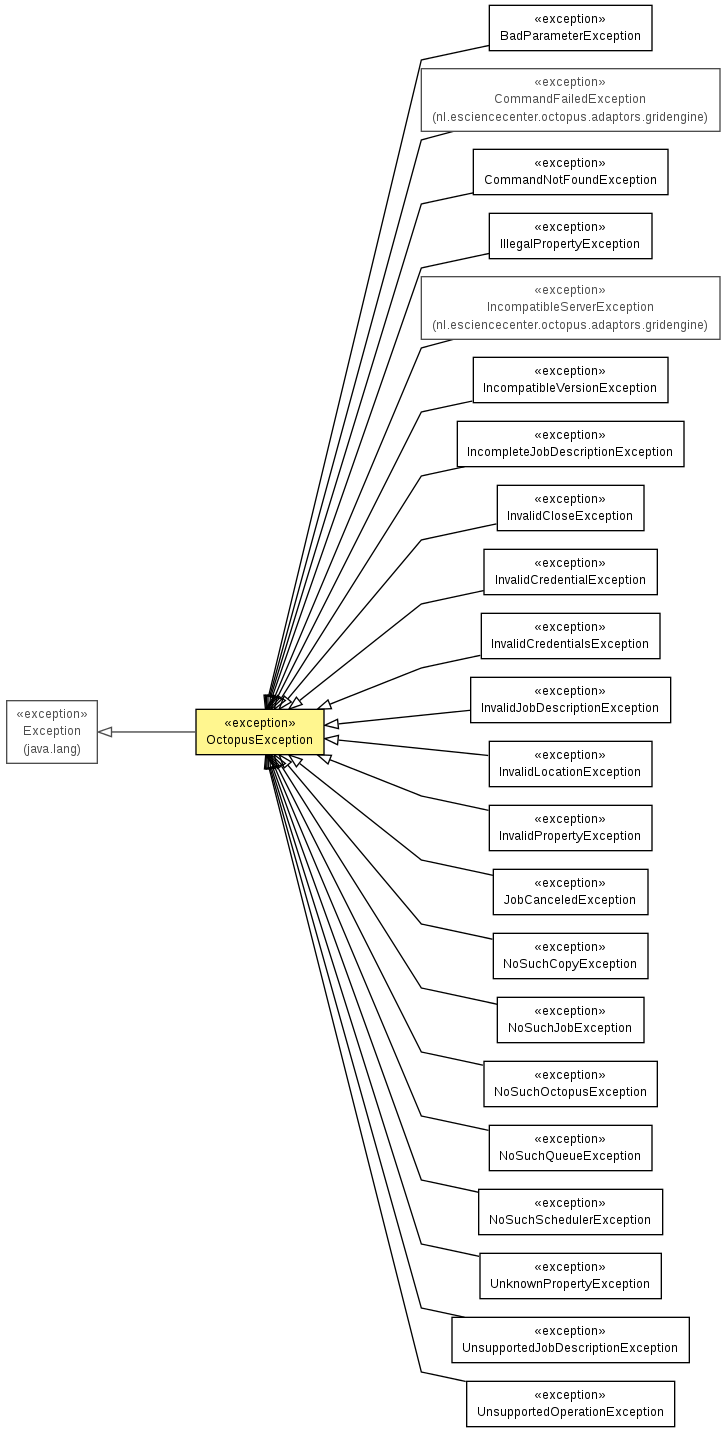 «exception»
BadParameterException
«exception»
CommandFailedException
(nl.esciencecenter.octopus.adaptors.gridengine)
«exception»
CommandNotFoundException
«exception»
IllegalPropertyException
«exception»
IncompatibleServerException
(nl.esciencecenter.octopus.adaptors.gridengine)
«exception»
IncompatibleVersionException
«exception»
IncompleteJobDescriptionException
«exception»
InvalidCloseException
«exception»
InvalidCredentialException
«exception»
InvalidCredentialsException
«exception»
InvalidJobDescriptionException
«exception»
Exception
(java.lang)
«exception»
OctopusException
«exception»
InvalidLocationException
«exception»
InvalidPropertyException
«exception»
JobCanceledException
«exception»
NoSuchCopyException
«exception»
NoSuchJobException
«exception»
NoSuchOctopusException
«exception»
NoSuchQueueException
«exception»
NoSuchSchedulerException
«exception»
UnknownPropertyException
«exception»
UnsupportedJobDescriptionException
«exception»
UnsupportedOperationException